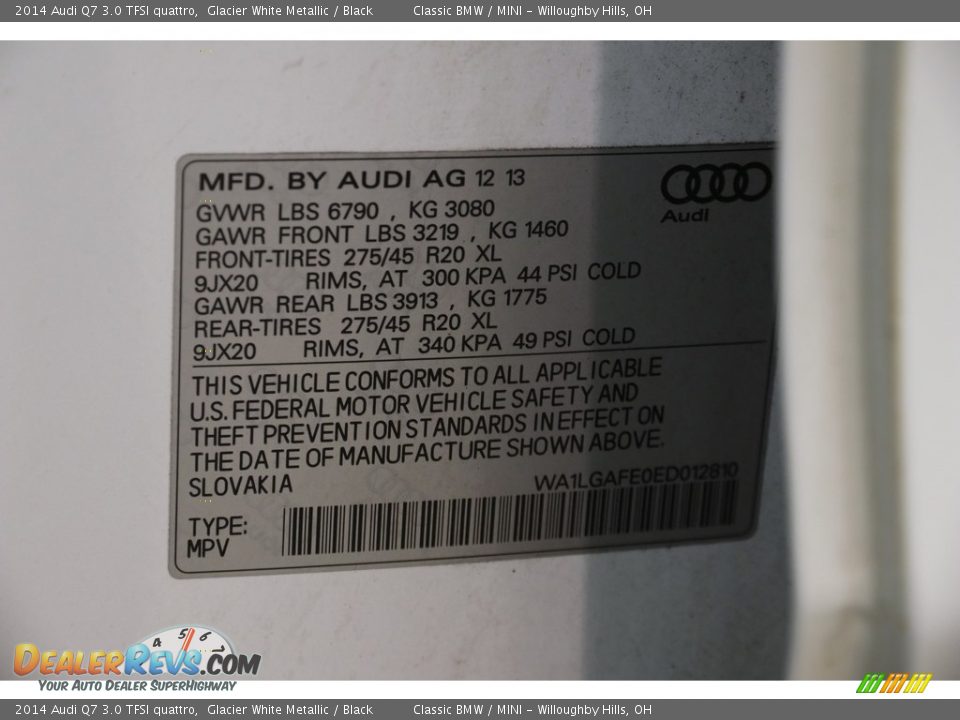 2014 Audi Q7 3.0 TFSI quattro, Glacier White Metallic / Black Classic BMW / MINI - Willoughby Hills, OH
MFD. BY AUDI AG 12 13
Audi
GVWR LBS 6790 , KG 3080
GAWR FRONT LBS 3219 , KG 1460
FRONT-TIRES 275/45 R20 XL
9JX20 RIMS, AT 300 KPA 44 PSI COLD
GAWR REAR LBS 3913 , KG 1775
REAR-TIRES 275/45 R20 XL
9JX20 RIMS, AT 340 KPA 49 PSI COLD
THIS VEHICLE CONFORMS TO ALL APPLICABLE
U.S. FEDERAL MOTOR VEHICLE SAFETY AND
THEFT PREVENTION STANDARDS IN EFFECT ON
THE DATE OF MANUFACTURE SHOWN ABOVE.
SLOVAKIA WA1LGAFE0ED012810
TYPE:
MPV
4 5 6
DEALERREVS.COM
YOUR AUTO DEALER SUPERHIGHWAY
2014 Audi Q7 3.0 TFSI quattro, Glacier White Metallic / Black Classic BMW / MINI - Willoughby Hills, OH